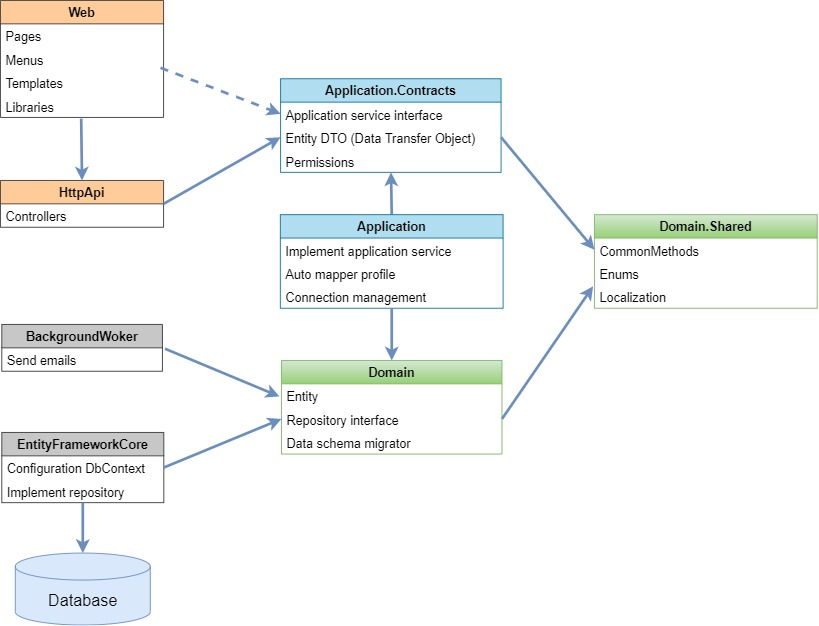 Web
Pages
Menus
Templates
Libraries
HttpApi
Controllers
Application.Contracts
Application service interface
Entity DTO (Data Transfer Object)
Permissions
Application
Implement application service
Auto mapper profile
Connection management
Domain.Shared
CommonMethods
Enums
Localization
BackgroundWoker
Send emails
Domain
Entity
Repository interface
Data schema migrator
EntityFrameworkCore
Configuration DbContext
Implement repository
Database